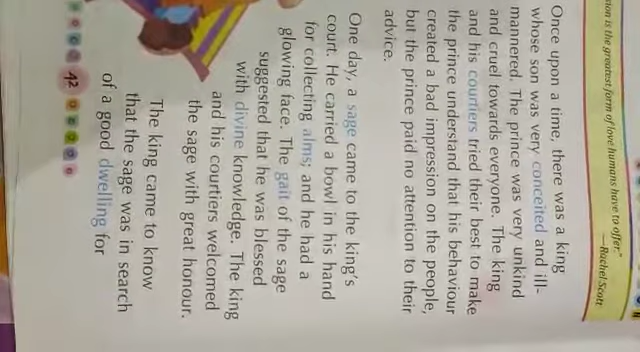 is the greatest form of love humans have to offer."
—Rachel Scott
Once upon a time, there was a king
whose son was very conceited and ill-
mannered. The prince was very unkind
and cruel towards everyone. The king
and his courtiers tried their best to make
the prince understand that his behaviour
created a bad impression on the people,
but the prince paid no attention to their
advice.
One day, a sage came to the king's
court. He carried a bowl in his hand
for collecting alms; and he had a
glowing face. The gait of the sage
suggested that he was blessed
with divine knowledge. The king
and his courtiers welcomed
the sage with great honour.
The king came to know
that the sage was in search
of a good dwelling for
42